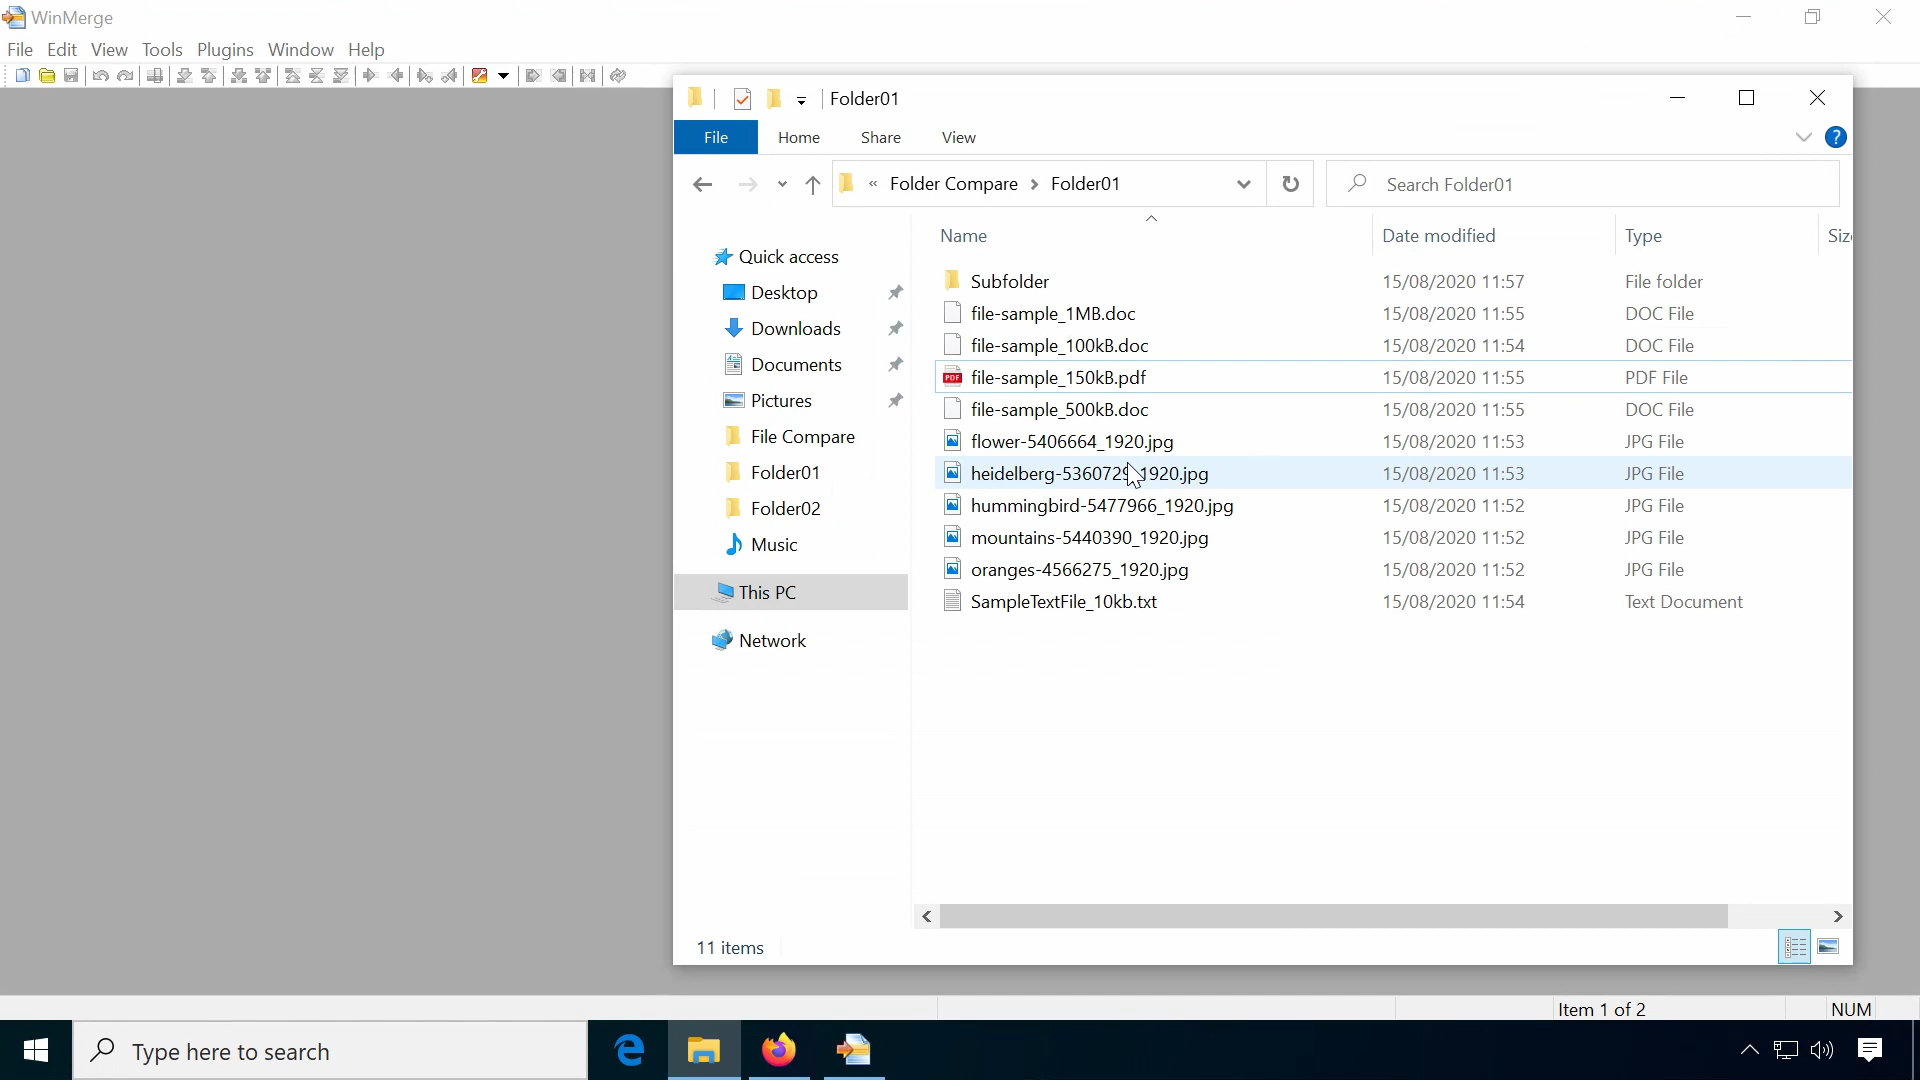 WinMerge
File Edit View Tools Plugins Window Help
Folder01
File Home Share View
« Folder Compare > Folder01
Search Folder01
Name Date modified Type Siz
Quick access
Desktop
Downloads
Documents
Pictures
File Compare
Folder01
Folder02
Music
This PC
Network
Subfolder 15/08/2020 11:57 File folder
file-sample_1MB.doc 15/08/2020 11:55 DOC File
file-sample_100kB.doc 15/08/2020 11:54 DOC File
PDF file-sample_150kB.pdf 15/08/2020 11:55 PDF File
file-sample_500kB.doc 15/08/2020 11:55 DOC File
flower-5406664_1920.jpg 15/08/2020 11:53 JPG File
heidelberg-5360729_1920.jpg 15/08/2020 11:53 JPG File
hummingbird-5477966_1920.jpg 15/08/2020 11:52 JPG File
mountains-5440390_1920.jpg 15/08/2020 11:52 JPG File
oranges-4566275_1920.jpg 15/08/2020 11:52 JPG File
SampleTextFile_10kb.txt 15/08/2020 11:54 Text Document
11 items
Item 1 of 2 NUM
Type here to search